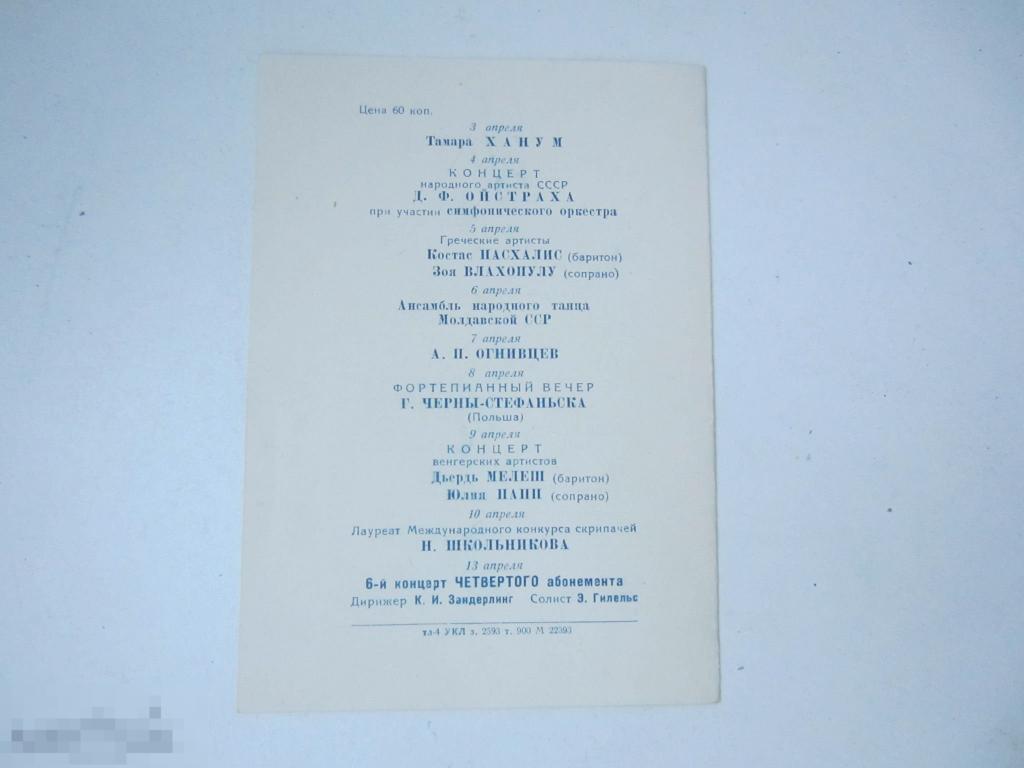 Цена 60 коп.
3 апреля
Тамара ХАНУМ
4 апреля
КОНЦЕРТ
народного артиста СССР
Д. Ф. ОЙСТРАХА
при участии симфонического оркестра
5 апреля
Греческие артисты
Костас ПАСХАЛИС (баритон)
Зоя ВЛАХОПУЛУ (сопрано)
6 апреля
Ансамбль народного танца
Молдавской ССР
7 апреля
А. П. ОГНИВЦЕВ
8 апреля
ФОРТЕПИАННЫЙ ВЕЧЕР
Г. ЧЕРНЫ-СТЕФАНЬСКА
(Польша)
9 апреля
КОНЦЕРТ
венгерских артистов
Дьердь МЕЛЕШ (баритон)
Юлия ПАПП (сопрано)
10 апреля
Лауреат Международного конкурса скрипачей
Н. ШКОЛЬНИКОВА
13 апреля
6-й концерт ЧЕТВЕРТОГО абонемента
Дирижер К. И. Зандерлинг Солист Э. Гилельс
тл-4 УКЛ з. 2593 т. 900 М 22393